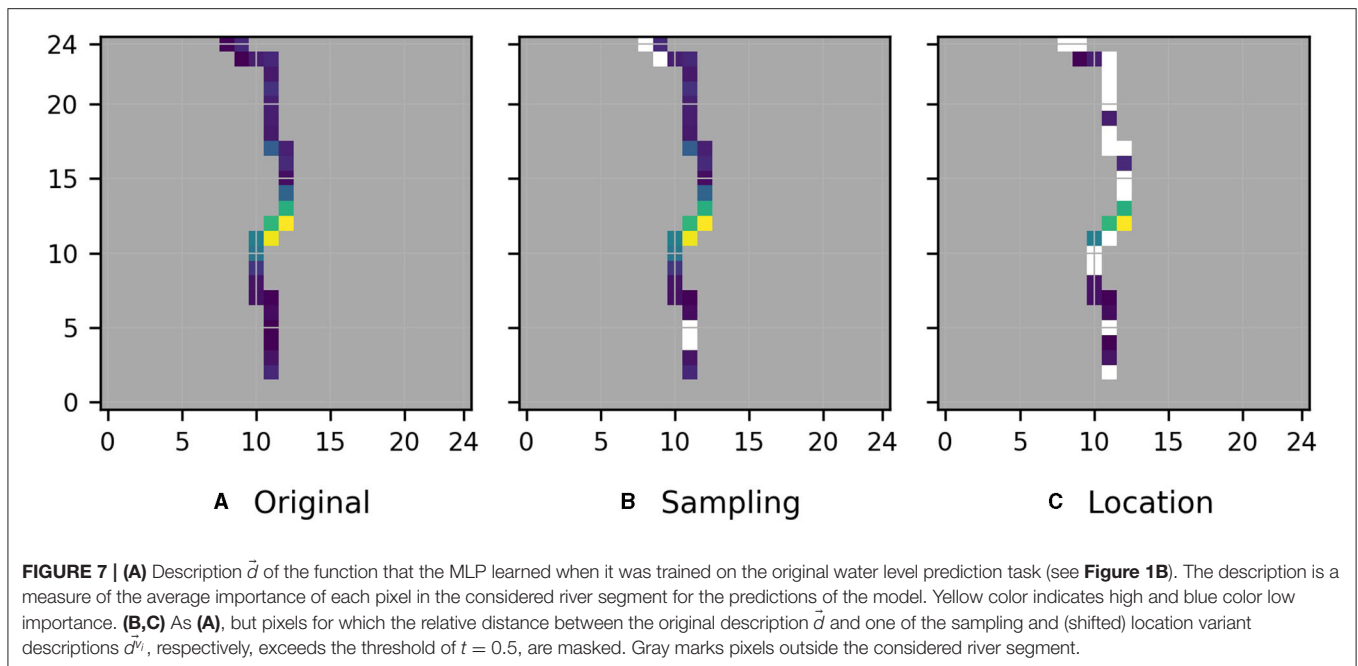 24
20
15
10
5
0
0 5 10 15 20 24
0 5 10 15 20 24
0 5 10 15 20 24
A Original
B Sampling
C Location
FIGURE 7 | (A) Description d⃗ of the function that the MLP learned when it was trained on the original water level prediction task (see Figure 1B). The description is a
measure of the average importance of each pixel in the considered river segment for the predictions of the model. Yellow color indicates high and blue color low
importance. (B,C) As (A), but pixels for which the relative distance between the original description d⃗ and one of the sampling and (shifted) location variant
descriptions d⃗^{v_i}, respectively, exceeds the threshold of t = 0.5, are masked. Gray marks pixels outside the considered river segment.